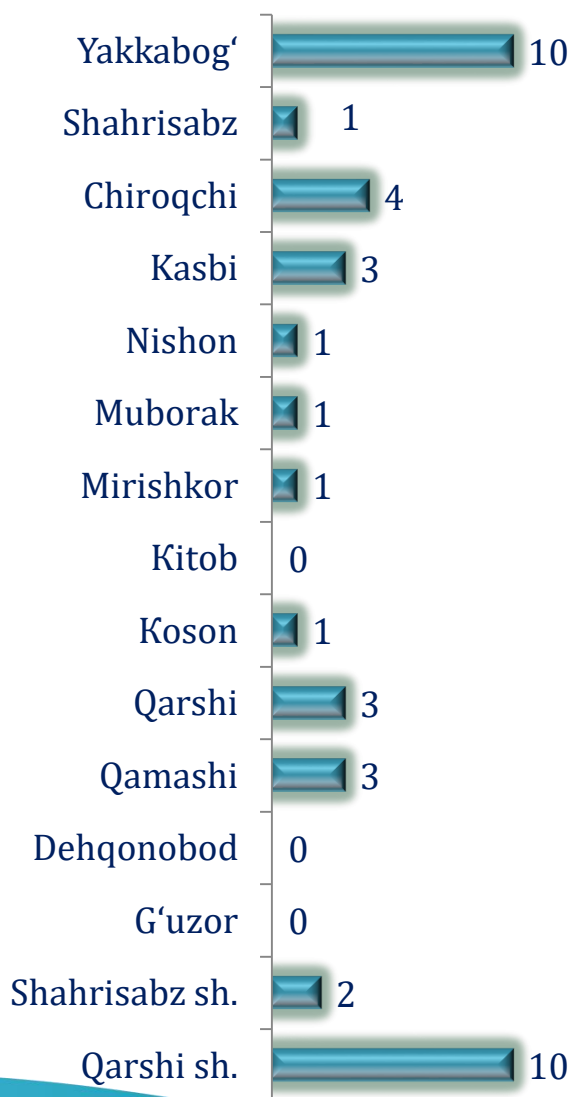 Yakkabog‘ 10
Shahrisabz 1
Chiroqchi 4
Kasbi 3
Nishon 1
Muborak 1
Mirishkor 1
Kitob 0
Koson 1
Qarshi 3
Qamashi 3
Dehqonobod 0
G‘uzor 0
Shahrisabz sh. 2
Qarshi sh. 10